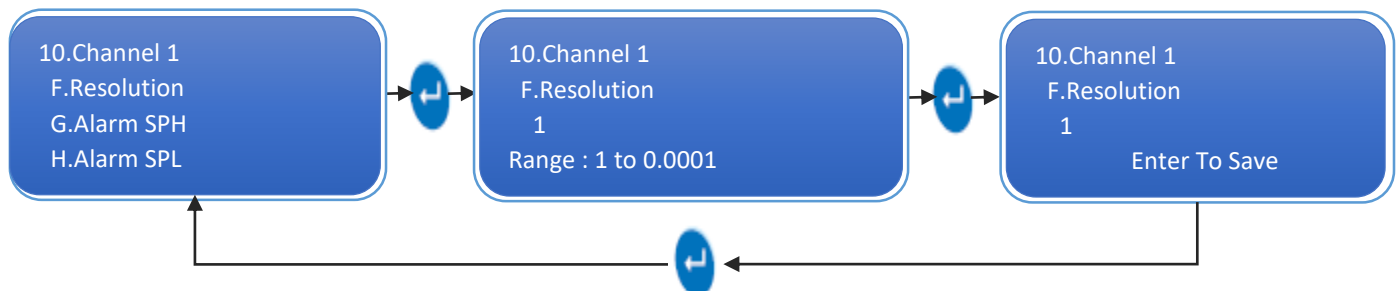 10.Channel 1
F.Resolution
G.Alarm SPH
H.Alarm SPL
10.Channel 1
F.Resolution
1
Range : 1 to 0.0001
10.Channel 1
F.Resolution
1
Enter To Save